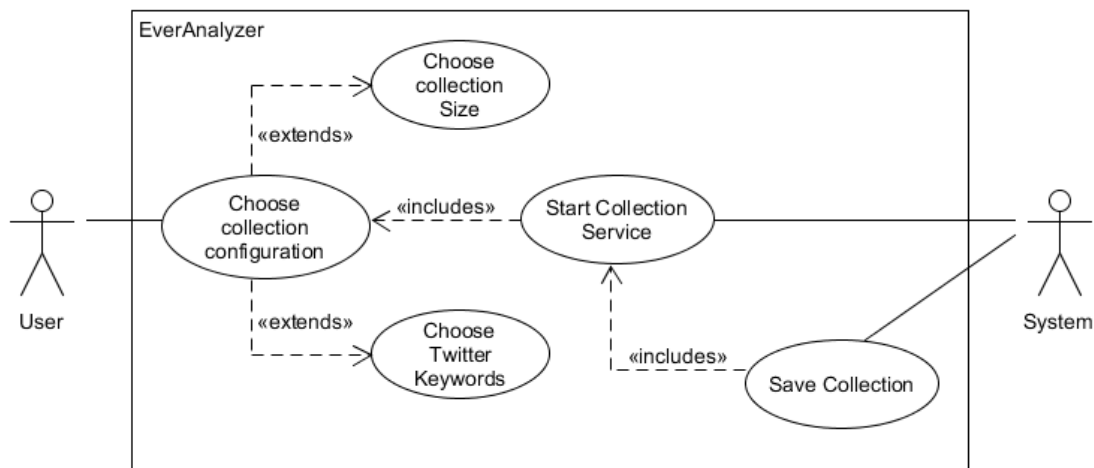 EverAnalyzer
Choose
collection
Size
«extends»
Choose
collection
configuration
«includes»
Start Collection
Service
User
System
«extends»
Choose
Twitter
Keywords
«includes»
Save Collection